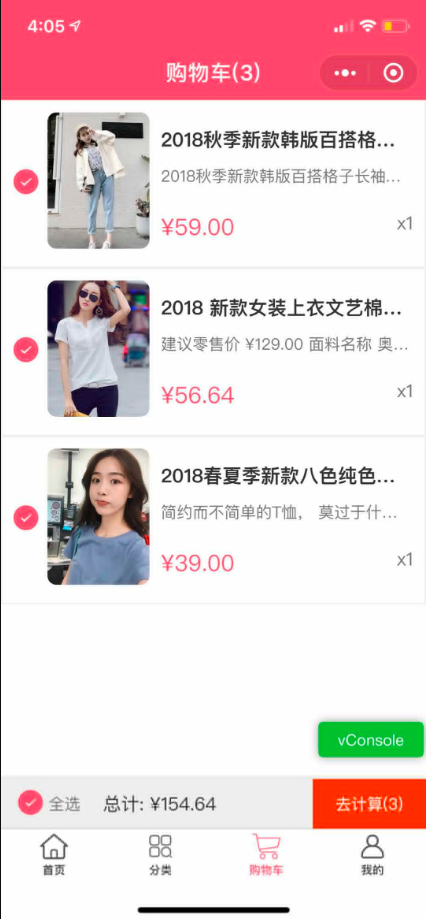 4:05
购物车(3)
2018秋季新款韩版百搭格...
2018秋季新款韩版百搭格子长袖...
¥59.00
x1
2018 新款女装上衣文艺棉...
建议零售价 ¥129.00 面料名称 奥...
¥56.64
x1
2018春夏季新款八色纯色...
简约而不简单的T恤， 莫过于什...
¥39.00
x1
vConsole
全选 总计: ¥154.64 去计算(3)
首页 分类 购物车 我的